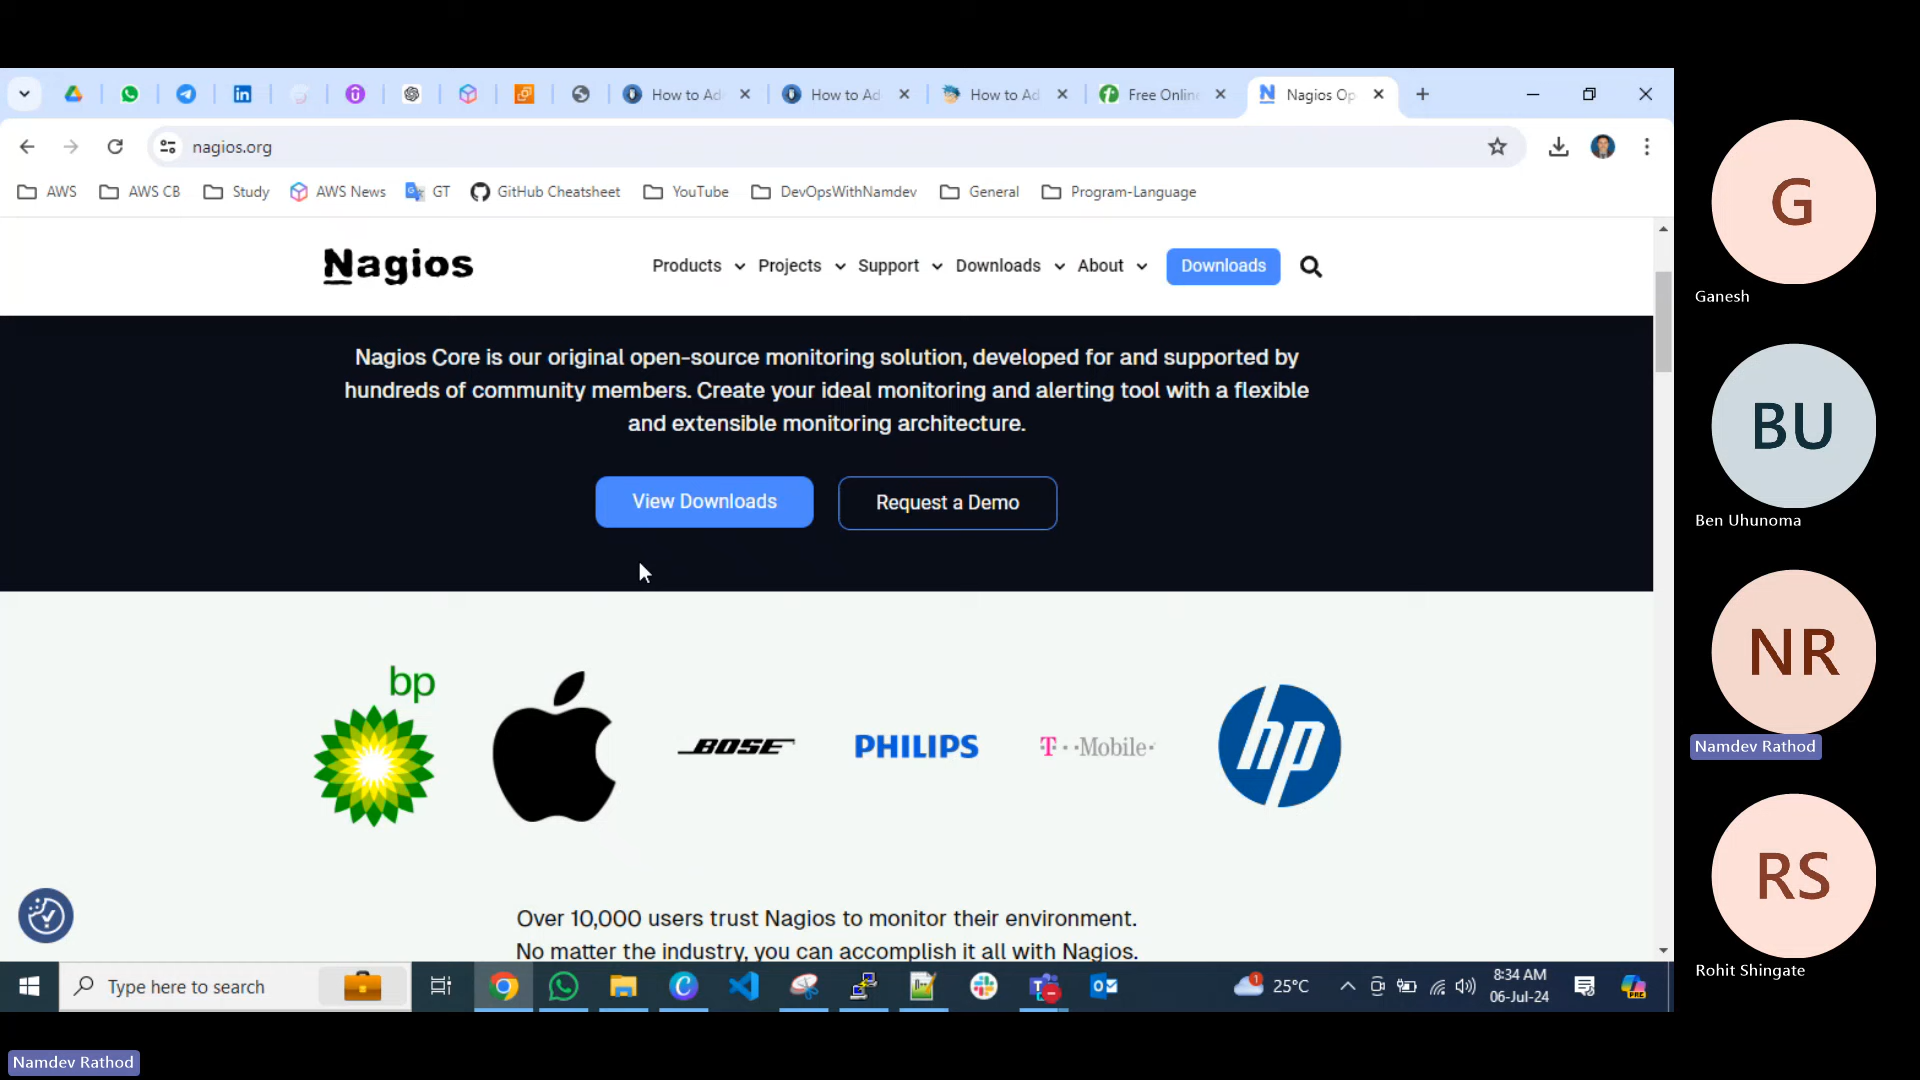 How to Ad
How to Ad
How to Ad
Free Onlin
Nagios Op
nagios.org
AWS
AWS CB
Study
AWS News
GT
GitHub Cheatsheet
YouTube
DevOpsWithNamdev
General
Program-Language
Nagios
Products
Projects
Support
Downloads
About
Downloads
Nagios Core is our original open-source monitoring solution, developed for and supported by
hundreds of community members. Create your ideal monitoring and alerting tool with a flexible
and extensible monitoring architecture.
View Downloads
Request a Demo
bp
BOSE
PHILIPS
T··Mobile·
hp
Over 10,000 users trust Nagios to monitor their environment.
No matter the industry, you can accomplish it all with Nagios.
Type here to search
25°C
8:34 AM
06-Jul-24
G
Ganesh
BU
Ben Uhunoma
NR
Namdev Rathod
RS
Rohit Shingate
Namdev Rathod